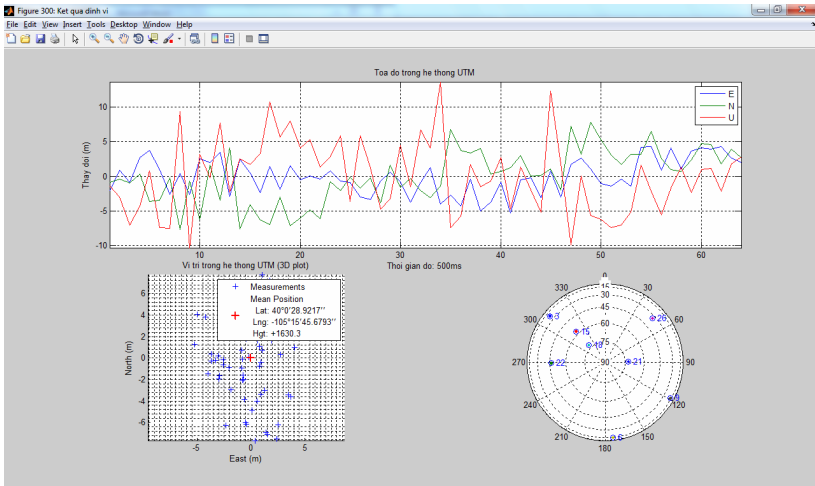 Figure 300: Ket qua dinh vi
File Edit View Insert Tools Desktop Window Help
Toa do trong he thong UTM
E
N
U
Thay doi (m)
10
5
0
-5
-10
10 20 30 40 50 60
Thoi gian do: 500ms
Vi tri trong he thong UTM (3D plot)
Measurements
Mean Position
Lat: 40°0'28.9217''
Lng: -105°15'45.6793''
Hgt: +1630.3
North (m)
6
4
2
0
-2
-4
-6
-5 0 5
East (m)
0
30
60
90
120
150
180
210
240
270
300
330
15
30
45
60
75
90
3
15
18
22
21
26
9
6